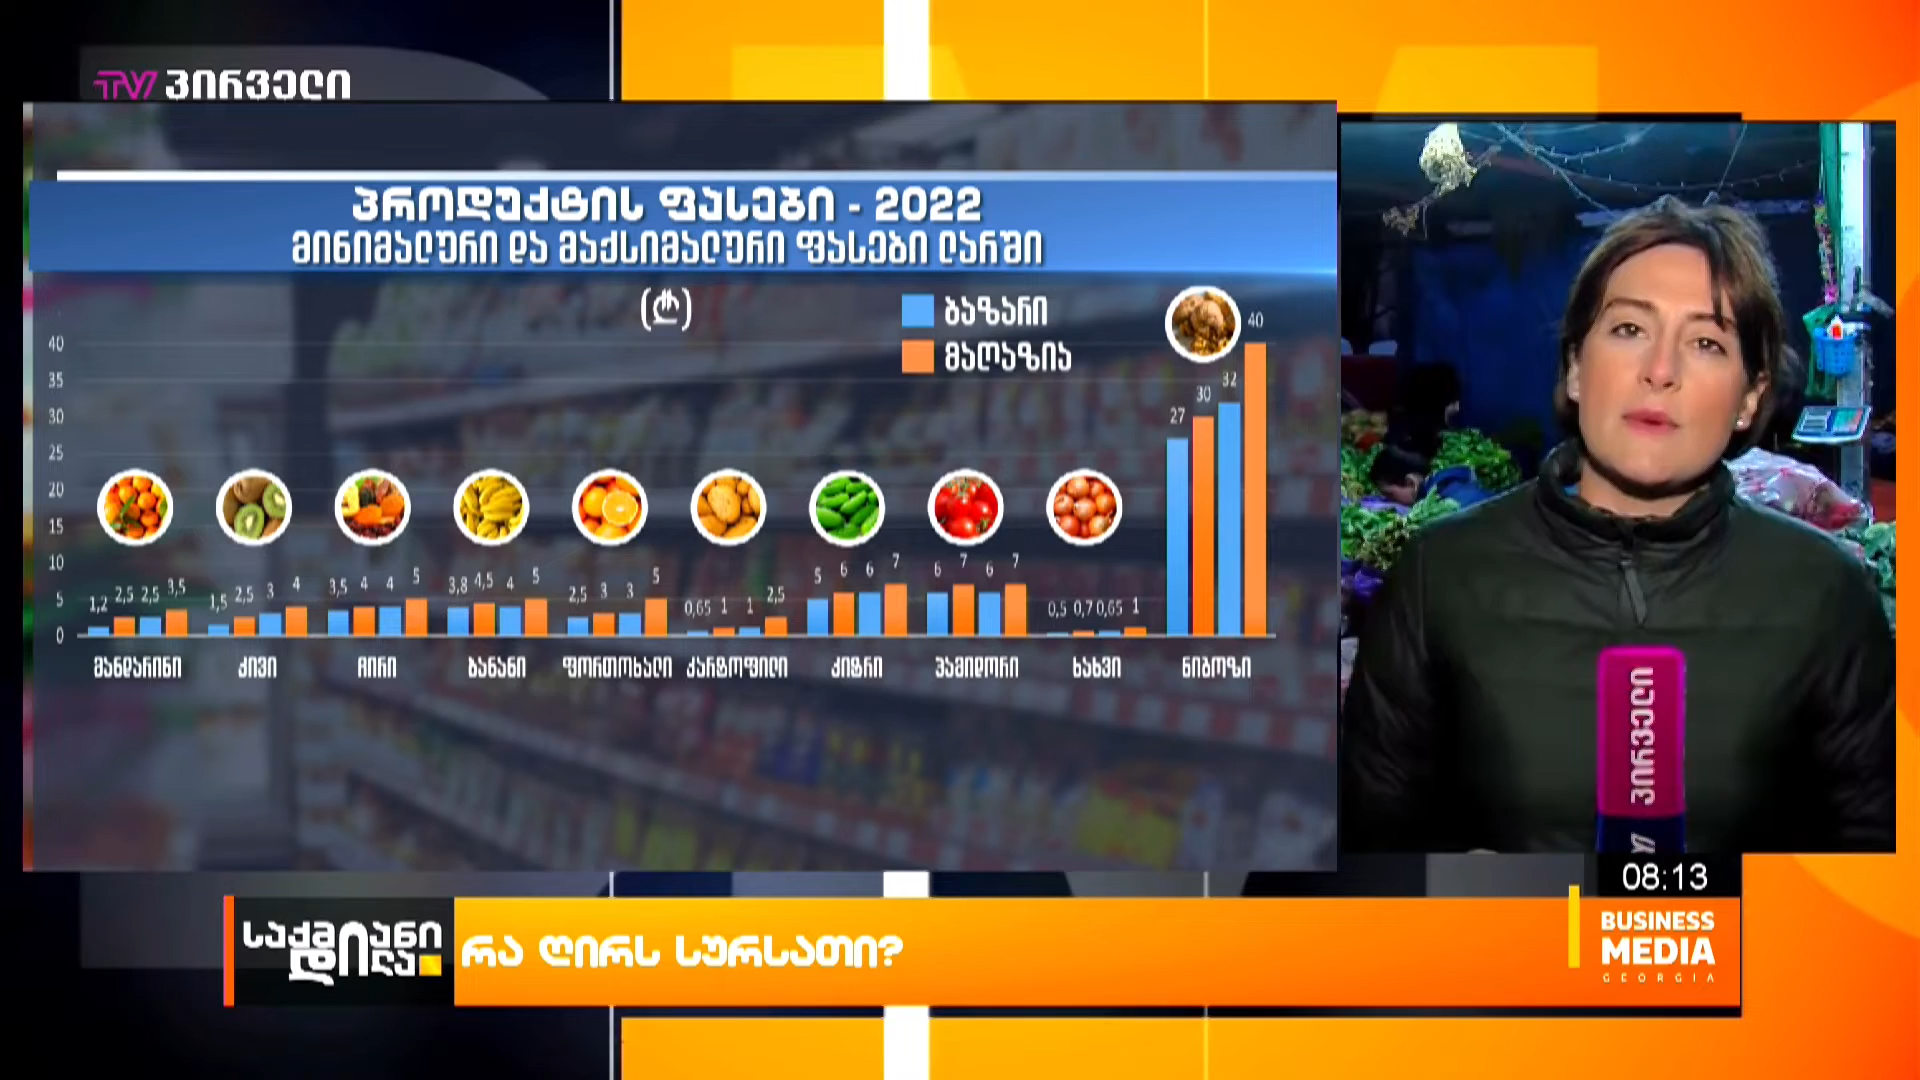 TV პირველი
პროდუქტის ფასები - 2022
მინიმალური და მაქსიმალური ფასები ლარში
(₾)
ბაზარი
მაღაზია
40
35
30
25
20
15
10
5
0
1,2 2,5 2,5 3,5
1,5 2,5 3 4
3,5 4 4 5
3,8 4,5 4 5
2,5 3 3 5
0,65 1 1 2,5
5 6 6 7
6 7 6 7
0,5 0,7 0,65 1
27 30 32 40
მანდარინი კივი ჩირი ბანანი ფორთოხალი კარტოფილი კიტრი პამიდორი ხახვი ნიგოზი
პირველი
TV
08:13
საქმიანი
დილა
რა ღირს სურსათი?
BUSINESS
MEDIA
GEORGIA